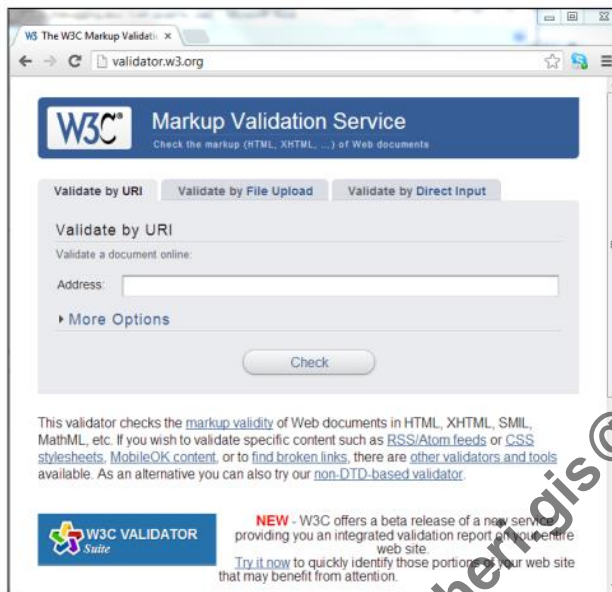 W3 The W3C Markup Validati
validator.w3.org
W3C® Markup Validation Service
Check the markup (HTML, XHTML, ...) of Web documents
Validate by URI Validate by File Upload Validate by Direct Input
Validate by URI
Validate a document online:
Address:
More Options
Check
This validator checks the markup validity of Web documents in HTML, XHTML, SMIL,
MathML, etc. If you wish to validate specific content such as RSS/Atom feeds or CSS
stylesheets, MobileOK content, or to find broken links, there are other validators and tools
available. As an alternative you can also try our non-DTD-based validator.
W3C VALIDATOR
Suite
NEW - W3C offers a beta release of a new service
providing you an integrated validation report on your entire
web site.
Try it now to quickly identify those portions of your web site
that may benefit from attention.
heri.gis@